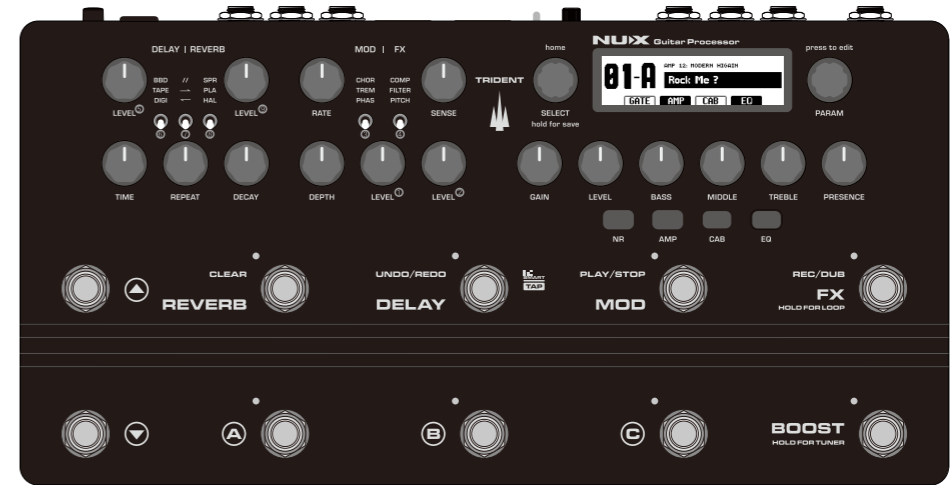 NUX Guitar Processor
DELAY | REVERB
MOD | FX
home
press to edit
BBD // SPR
TAPE → PLA
DIGI ← HAL
CHOR COMP
TREM FILTER
PHAS PITCH
TRIDENT
01-A
AMP 12: MODERN HIGAIN
Rock Me ?
GATE AMP CAB EQ
LEVEL
LEVEL
RATE
SENSE
SELECT
hold for save
PARAM
TIME
REPEAT
DECAY
DEPTH
LEVEL 1
LEVEL 2
GAIN
LEVEL
BASS
MIDDLE
TREBLE
PRESENCE
NR
AMP
CAB
EQ
CLEAR
REVERB
UNDO/REDO
DELAY
SMART
TAP
PLAY/STOP
MOD
REC/DUB
FX
HOLD FOR LOOP
A
B
C
BOOST
HOLD FOR TUNER